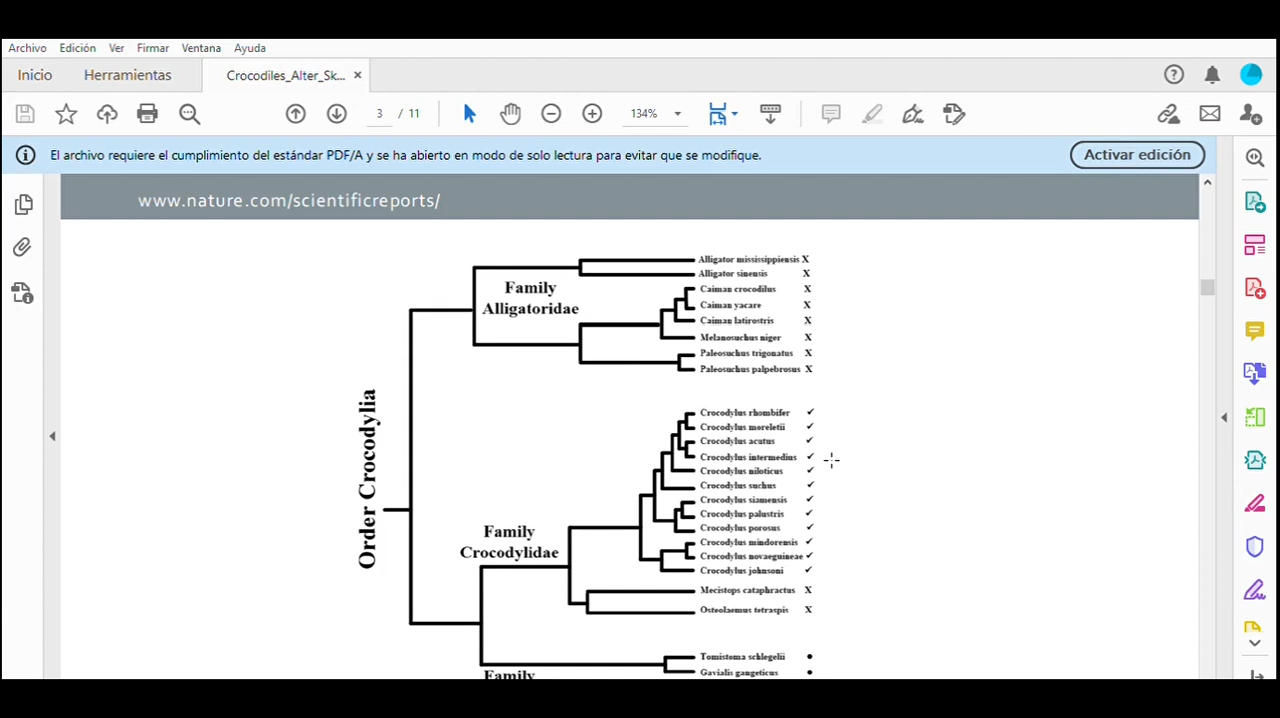 Archivo Edición Ver Firmar Ventana Ayuda
Inicio Herramientas Crocodiles_Alter_Sk... ×
3 / 11 134%
El archivo requiere el cumplimiento del estándar PDF/A y se ha abierto en modo de solo lectura para evitar que se modifique. Activar edición
www.nature.com/scientificreports/
Order Crocodylia
Family
Alligatoridae
Alligator mississippiensis X
Alligator sinensis X
Caiman crocodilus X
Caiman yacare X
Caiman latirostris X
Melanosuchus niger X
Paleosuchus trigonatus X
Paleosuchus palpebrosus X
Family
Crocodylidae
Crocodylus rhombifer ✓
Crocodylus moreletii ✓
Crocodylus acutus ✓
Crocodylus intermedius ✓
Crocodylus niloticus ✓
Crocodylus suchus ✓
Crocodylus siamensis ✓
Crocodylus palustris ✓
Crocodylus porosus ✓
Crocodylus mindorensis ✓
Crocodylus novaeguineae ✓
Crocodylus johnsoni ✓
Mecistops cataphractus X
Osteolaemus tetraspis X
Family
Tomistoma schlegelii •
Gavialis gangeticus •